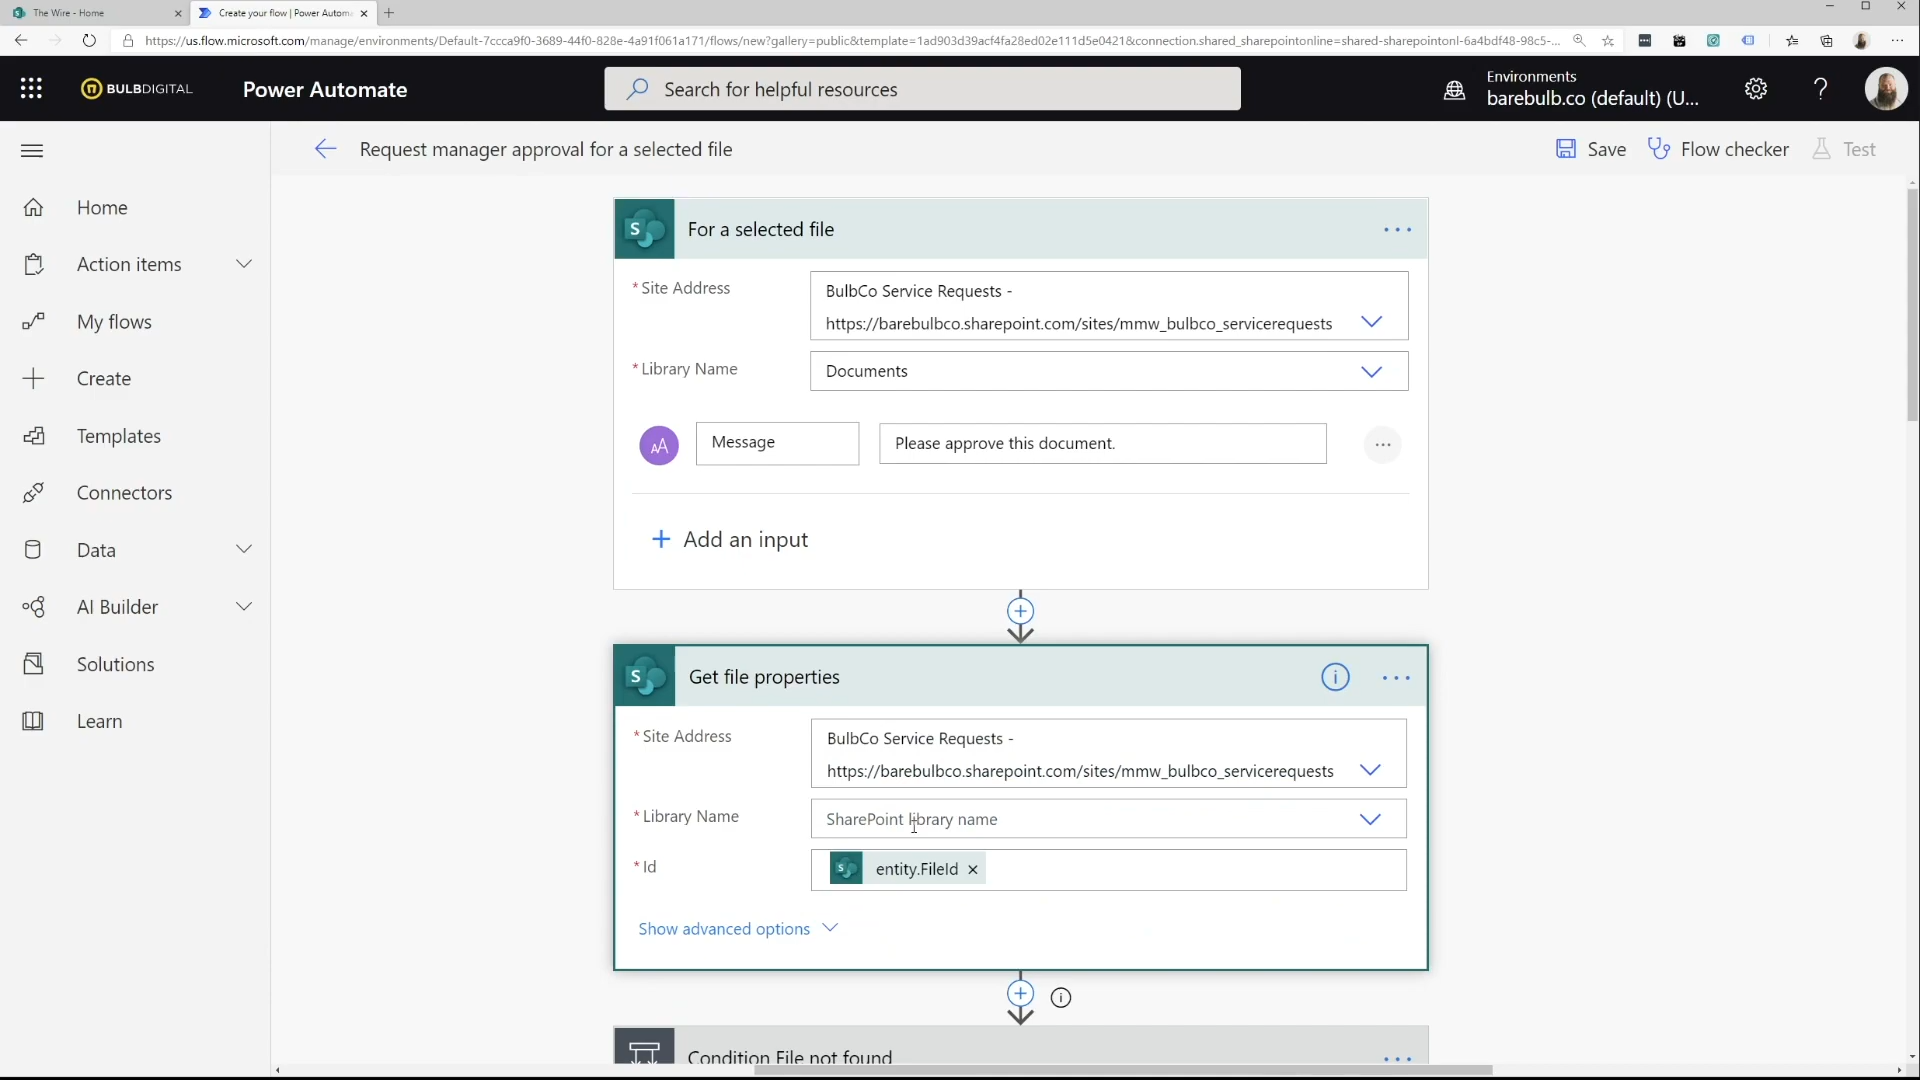 The Wire - Home
Create your flow | Power Automa
https://us.flow.microsoft.com/manage/environments/Default-7ccca9f0-3689-44f0-828e-4a91f061a171/flows/new?gallery=public&template=1ad903d39acf4fa28ed02e111d5e0421&connection.shared_sharepointonline=shared-sharepointonl-6a4bdf48-98c5-...
BULBDIGITAL
Power Automate
Search for helpful resources
Environments
barebulb.co (default) (U...
Request manager approval for a selected file
Save
Flow checker
Test
Home
Action items
My flows
Create
Templates
Connectors
Data
AI Builder
Solutions
Learn
For a selected file
* Site Address
BulbCo Service Requests -
https://barebulbco.sharepoint.com/sites/mmw_bulbco_servicerequests
* Library Name
Documents
Message
Please approve this document.
Add an input
Get file properties
* Site Address
BulbCo Service Requests -
https://barebulbco.sharepoint.com/sites/mmw_bulbco_servicerequests
* Library Name
SharePoint library name
* Id
entity.FileId
Show advanced options
Condition File not found